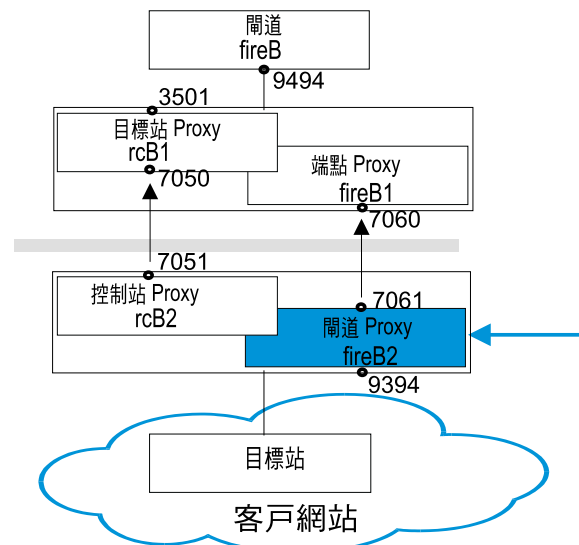 閘道
fireB
9494
3501
目標站 Proxy
rcB1
7050
端點 Proxy
fireB1
7060
7051
控制站 Proxy
rcB2
7061
閘道 Proxy
fireB2
9394
目標站
客戶網站